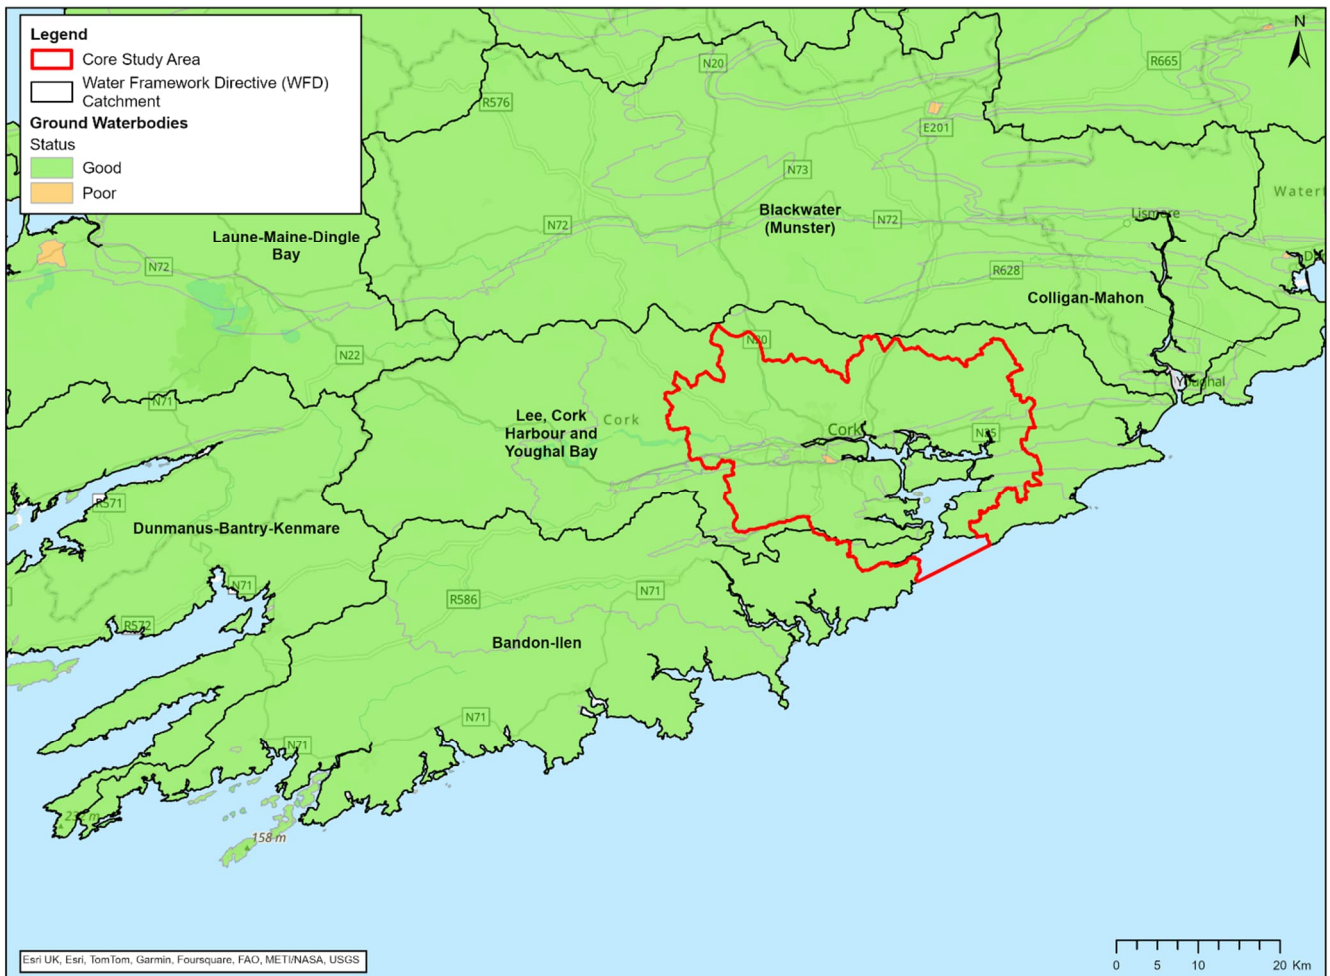 Legend
Core Study Area
Water Framework Directive (WFD)
Catchment
Ground Waterbodies
Status
Good
Poor
N
N20
R665
R576
E201
N73
Waterf
Blackwater
(Munster)
N72
N72
Lismore
Laune-Maine-Dingle
Bay
N72
R628
Colligan-Mahon
N20
N22
Youghal
N71
Lee, Cork
Harbour and
Youghal Bay
Cork
Cork
N25
R571
Dunmanus-Bantry-Kenmare
N71
R586
N71
R572
Bandon-Ilen
N71
N71
158 m
Esri UK, Esri, TomTom, Garmin, Foursquare, FAO, METI/NASA, USGS
0 5 10 20 Km